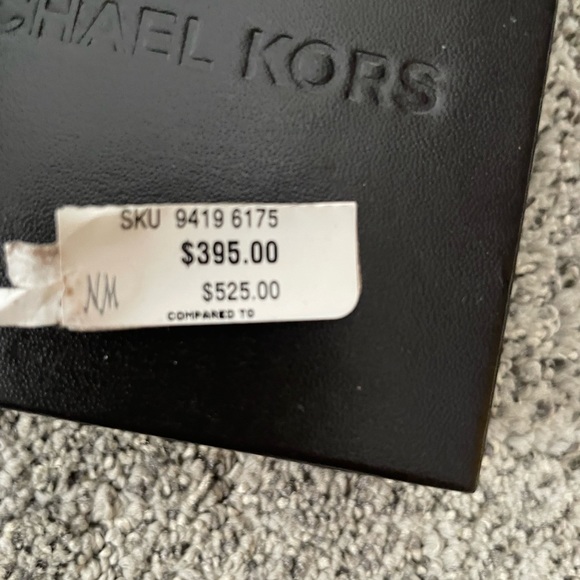 CHAEL KORS
SKU 9419 6175
$395.00
NM $525.00
COMPARED TO